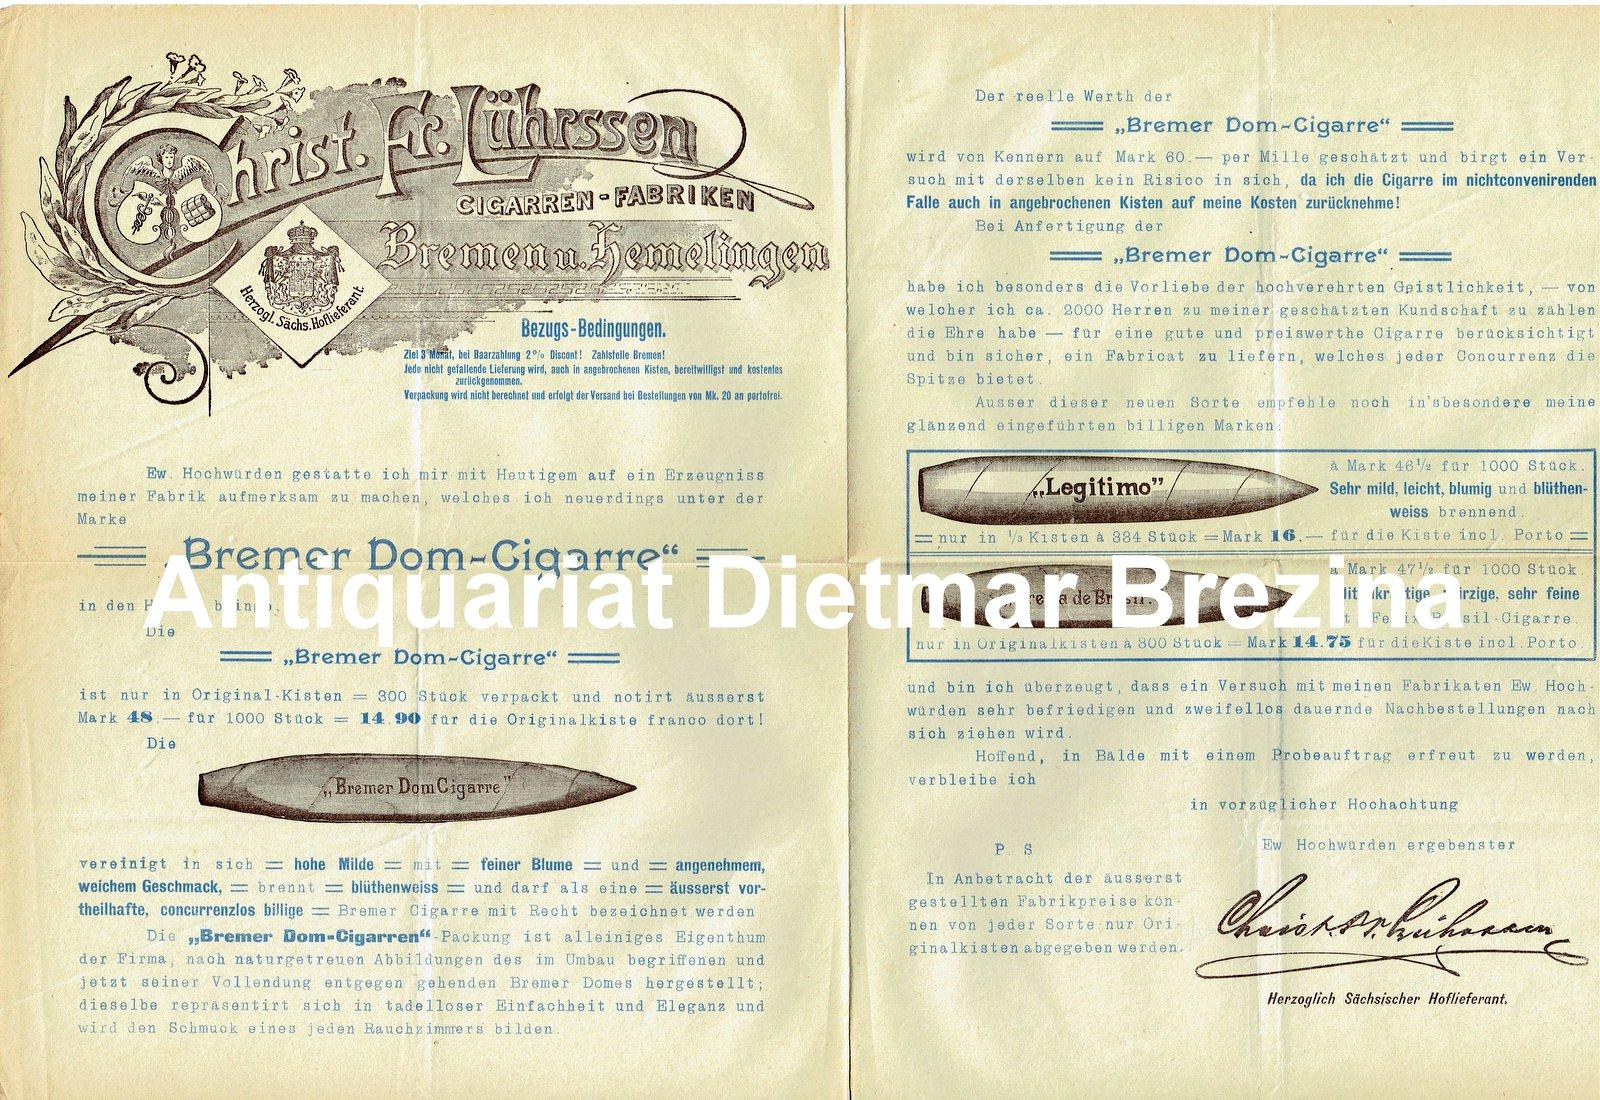 Christ. Fr. Lührssen
CIGARREN-FABRIKEN
Bremen u. Hemelingen
Herzogl. Sächs. Hoflieferant
Bezugs-Bedingungen.
Ziel 3 Monat, bei Baarzahlung 2% Discont! Zahlstelle Bremen!
Jede nicht gefallende Lieferung wird, auch in angebrochenen Kisten, bereitwilligst und kostenlos
zurückgenommen.
Verpackung wird nicht berechnet und erfolgt der Versand bei Bestellungen von Mk. 20 an portofrei.
Ew. Hochwürden gestatte ich mir mit Heutigem auf ein Erzeugniss
meiner Fabrik aufmerksam zu machen, welches ich neuerdings unter der
Marke
„Bremer Dom-Cigarre“
in den bringe.
Die
„Bremer Dom-Cigarre“
ist nur in Original-Kisten = 300 Stück verpackt und notirt äusserst
Mark 48.— für 1000 Stück = 14.90 für die Originalkiste franco dort!
Die
„Bremer Dom Cigarre“
vereinigt in sich = hohe Milde = mit = feiner Blume = und = angenehmem,
weichem Geschmack, = brennt = blüthenweiss = und darf als eine = äusserst vor-
theilhafte, concurrenzlos billige = Bremer Cigarre mit Recht bezeichnet werden
Die „Bremer Dom-Cigarren“-Packung ist alleiniges Eigenthum
der Firma, nach naturgetreuen Abbildungen des im Umbau begriffenen und
jetzt seiner Vollendung entgegen gehenden Bremer Domes hergestellt;
dieselbe repräsentirt sich in tadelloser Einfachheit und Eleganz und
wird den Schmuck eines jeden Rauchzimmers bilden.
Der reelle Werth der
„Bremer Dom-Cigarre“
wird von Kennern auf Mark 60.— per Mille geschätzt und birgt ein Ver-
such mit derselben kein Risico in sich, da ich die Cigarre im nichtconvenirenden
Falle auch in angebrochenen Kisten auf meine Kosten zurücknehme!
Bei Anfertigung der
„Bremer Dom-Cigarre“
habe ich besonders die Vorliebe der hochverehrten Geistlichkeit, — von
welcher ich ca. 2000 Herren zu meiner geschätzten Kundschaft zu zählen
die Ehre habe — für eine gute und preiswerthe Cigarre berücksichtigt
und bin sicher, ein Fabricat zu liefern, welches jeder Concurrenz die
Spitze bietet.
Ausser dieser neuen Sorte empfehle noch in'sbesondere meine
glänzend eingeführten billigen Marken:
„Legitimo“
à Mark 46½ für 1000 Stück.
Sehr mild, leicht, blumig und blüthen-
weiss brennend.
= nur in ⅓ Kisten à 334 Stück = Mark 16.— für die Kiste incl. Porto =
à Mark 47½ für 1000 Stück.
de Brasil
sehr feine
Felix Brasil-Cigarre.
nur in Originalkisten à 300 Stück = Mark 14.75 für die Kiste incl. Porto.
und bin ich überzeugt, dass ein Versuch mit meinen Fabrikaten Ew. Hoch-
würden sehr befriedigen und zweifellos dauernde Nachbestellungen nach
sich ziehen wird.
Hoffend, in Bälde mit einem Probeauftrag erfreut zu werden,
verbleibe ich
in vorzüglicher Hochachtung
Ew Hochwürden ergebenster
P. S
In Anbetracht der äusserst
gestellten Fabrikpreise kön-
nen von jeder Sorte nur Ori-
ginalkisten abgegeben werden.
Christ. Fr. Lührssen
Herzoglich Sächsischer Hoflieferant.
Antiquariat Dietmar Brezina